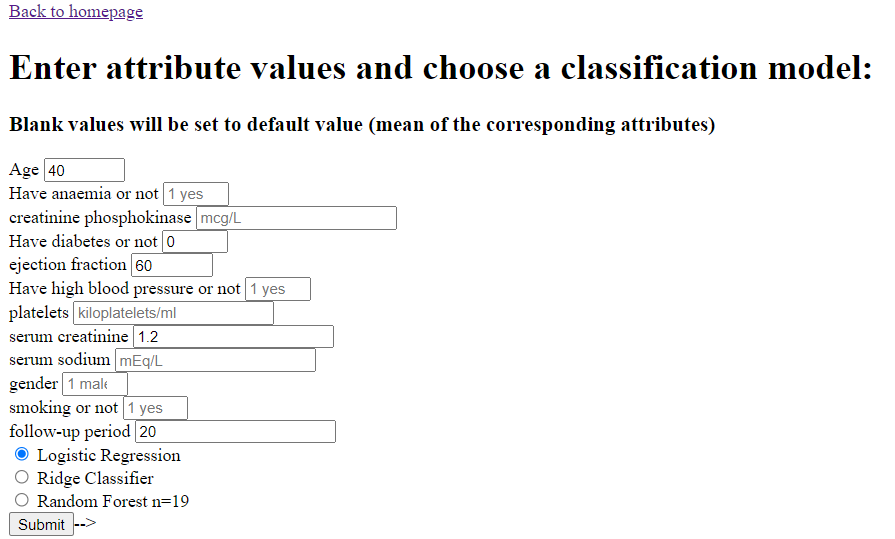 Back to homepage
Enter attribute values and choose a classification model:
Blank values will be set to default value (mean of the corresponding attributes)
Age 40
Have anaemia or not 1 yes
creatinine phosphokinase mcg/L
Have diabetes or not 0
ejection fraction 60
Have high blood pressure or not 1 yes
platelets kiloplatelets/ml
serum creatinine 1.2
serum sodium mEq/L
gender 1 male
smoking or not 1 yes
follow-up period 20
Logistic Regression
Ridge Classifier
Random Forest n=19
Submit-->